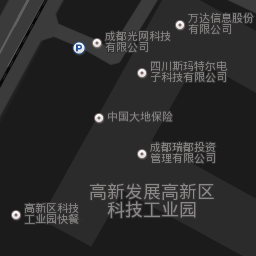 万达信息股份
有限公司
成都光网科技
有限公司
P
四川斯玛特尔电
子科技有限公司
中国大地保险
成都瑞都投资
管理有限公司
高新发展高新区
科技工业园
高新区科技
工业园快餐